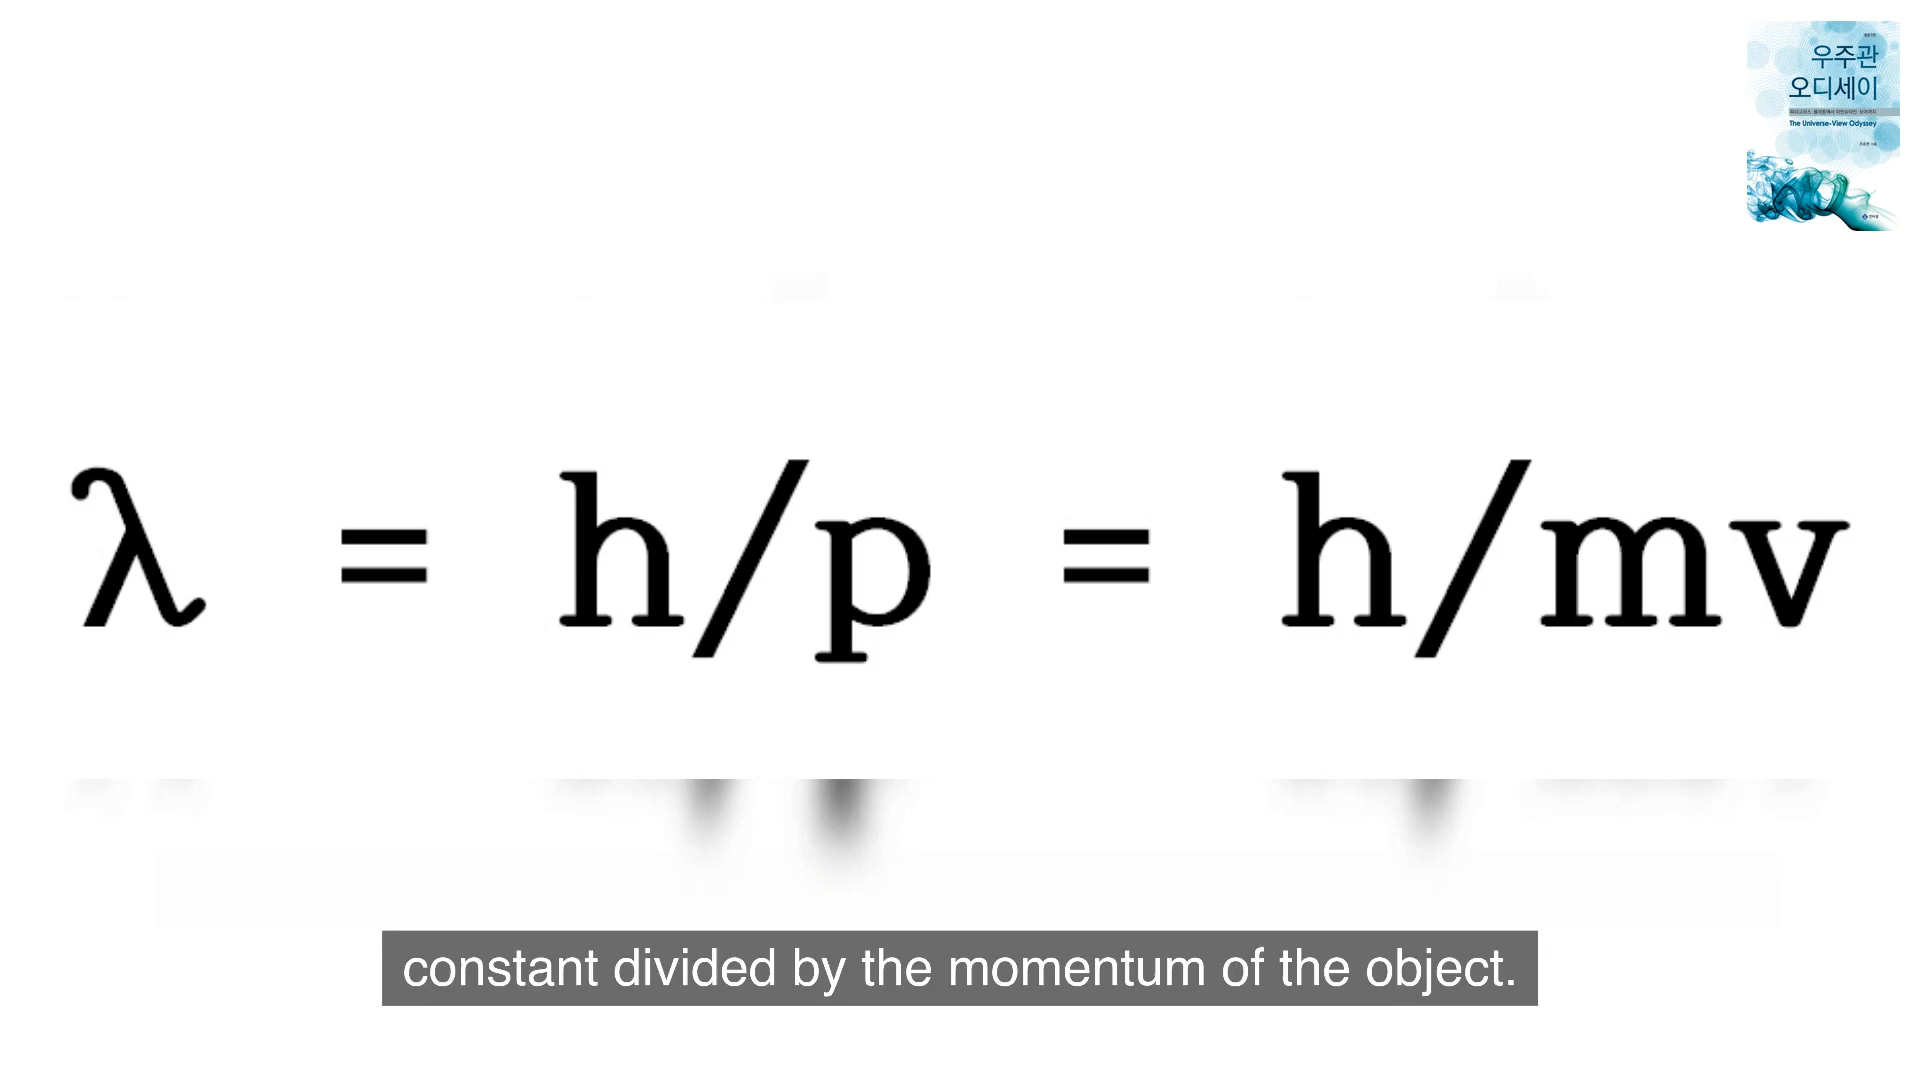 우주관
오디세이
The Universe-View Odyssey
λ = h/p = h/mv
constant divided by the momentum of the object.